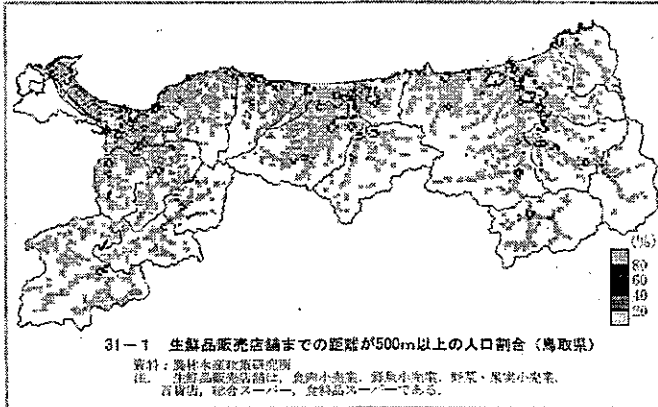 (%)
80
60
40
20
31-1 生鮮品販売店舗までの距離が500m以上の人口割合(鳥取県)
資料:農林水産政策研究所
注. 生鮮品販売店舗は、食肉小売業、鮮魚小売業、野菜・果実小売業、
百貨店、総合スーパー、食料品スーパーである.